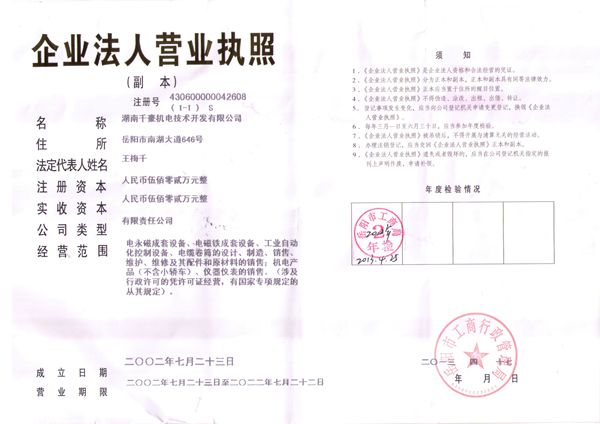 企业法人营业执照
(副 本)
注册号 430600000042608
(1-1) S
名 称 湖南千豪机电技术开发有限公司
住 所 岳阳市南湖大道646号
法定代表人姓名 王梅千
注册资本 人民币伍佰零贰万元整
实收资本 人民币伍佰零贰万元整
公司类型 有限责任公司
经营范围 电永磁成套设备、电磁铁成套设备、工业自动
化控制设备、电缆卷筒的设计、制造、销售、
维护、维修及其配件和原材料的销售；机电产
品（不含小轿车）、仪器仪表的销售。（涉及
行政许可的凭许可证经营，有国家专项规定的
从其规定）。
成立日期 二〇〇二年七月二十三日
营业期限 二〇〇二年七月二十三日至二〇二二年七月二十二日
须 知
1．《企业法人营业执照》是企业法人资格和合法经营的凭证。
2．《企业法人营业执照》分为正本和副本，正本和副本具有同等法律效力。
3．《企业法人营业执照》正本应当置于住所的醒目位置。
4．《企业法人营业执照》不得伪造、涂改、出租、出借、转让。
5．登记事项发生变化，应当向公司登记机关申请变更登记，换领《企业法
人营业执照》。
6．每年三月一日至六月三十日，应当参加年度检验。
7．《企业法人营业执照》被吊销后，不得开展与清算无关的经营活动。
8．办理注销登记，应当交回《企业法人营业执照》正本和副本。
9．《企业法人营业执照》遗失或者毁坏的，应当在公司登记机关指定的报
刊上声明作废，申请补领。
年度检验情况
岳阳市工商局
年检
2013.4.25
岳阳市工商行政管理局
二〇一三 四 十七
年 月 日